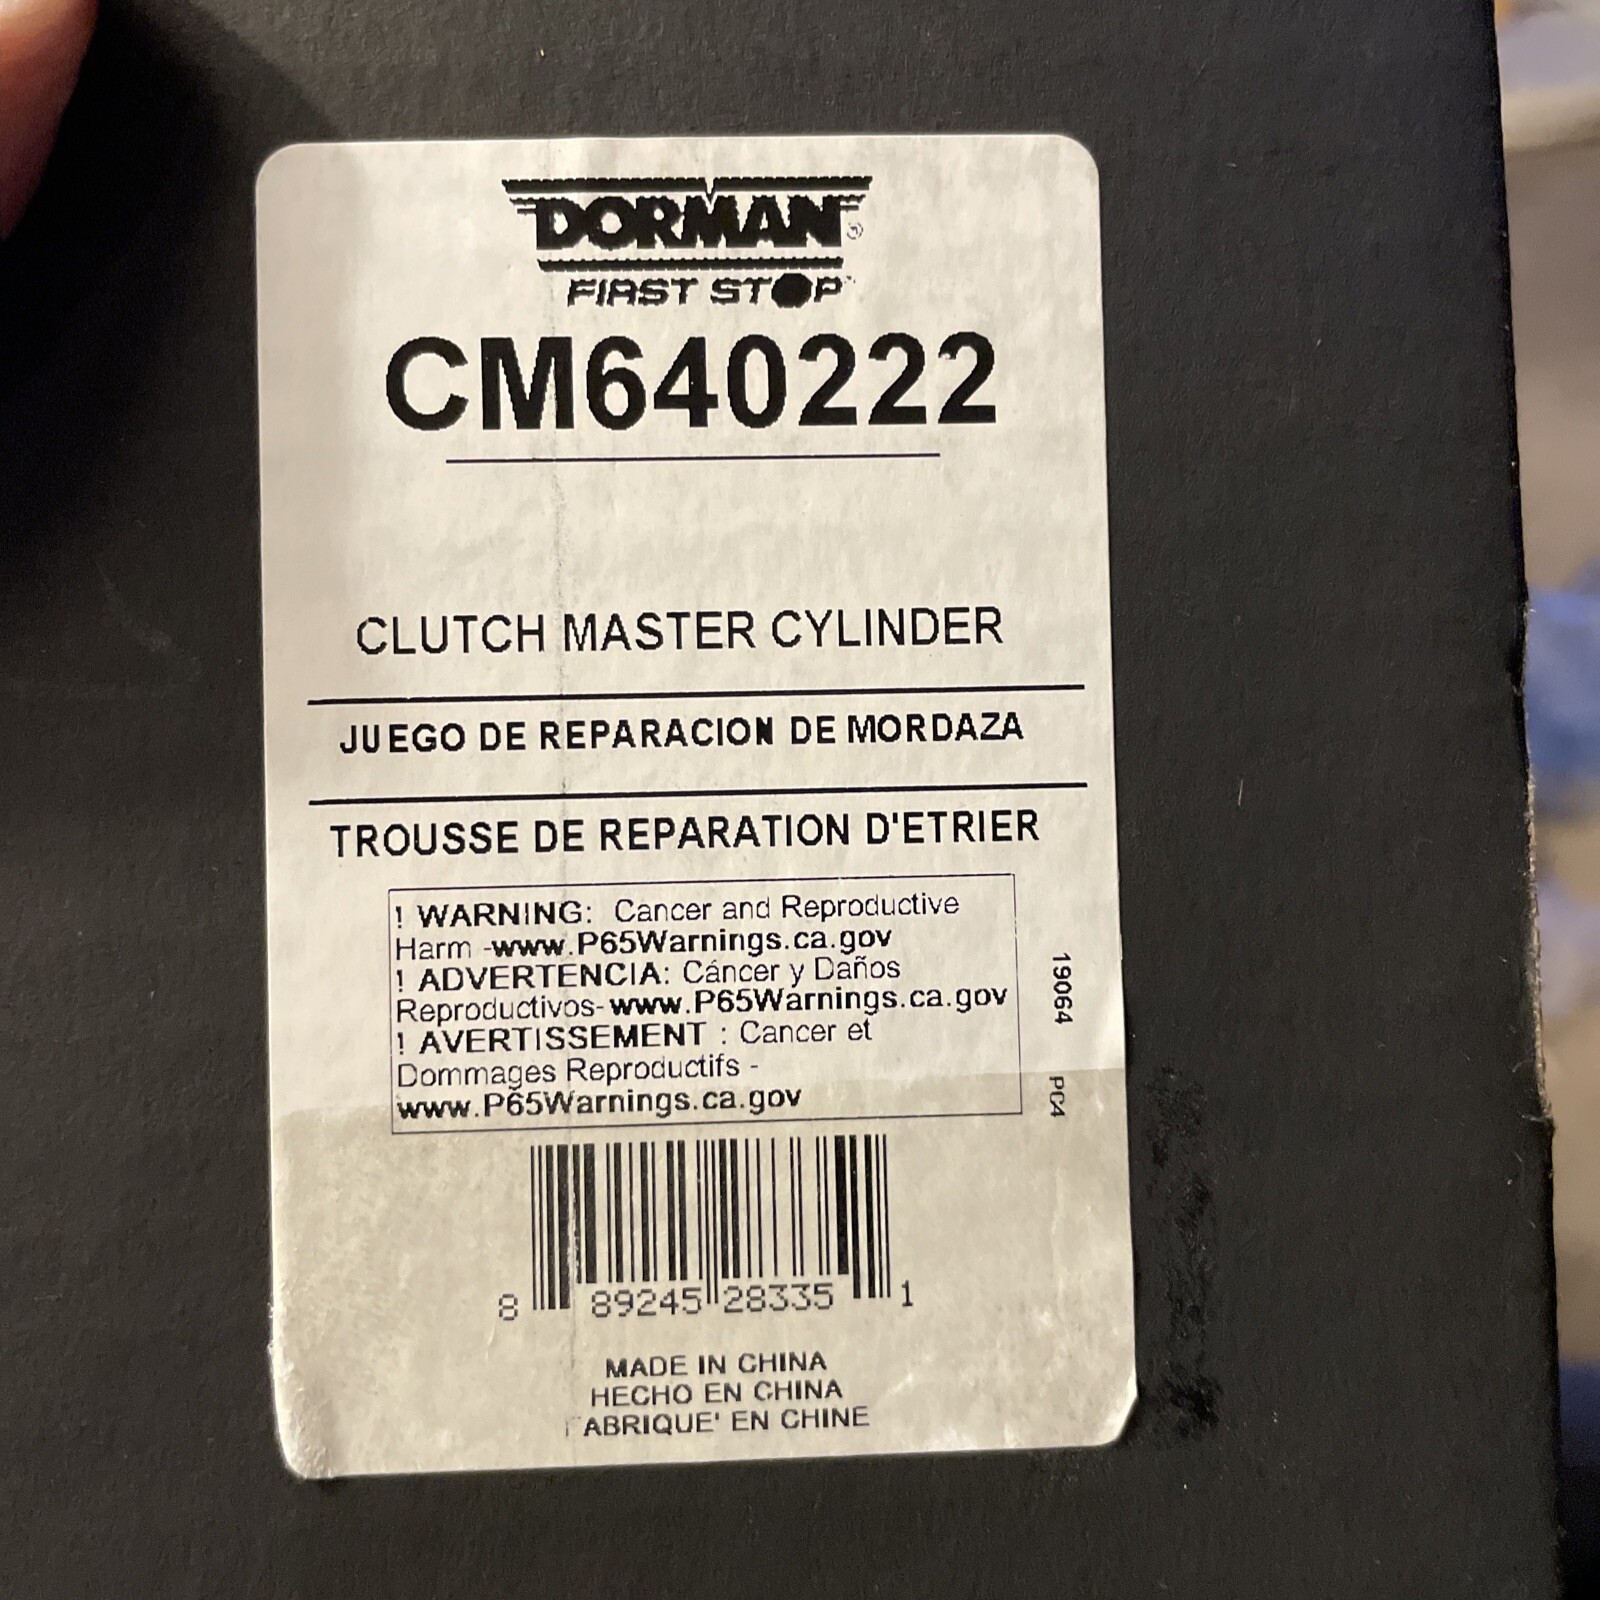 DORMAN®
FIRST STOP™
CM640222
CLUTCH MASTER CYLINDER
JUEGO DE REPARACION DE MORDAZA
TROUSSE DE REPARATION D'ETRIER
! WARNING: Cancer and Reproductive
Harm -www.P65Warnings.ca.gov
! ADVERTENCIA: Cáncer y Daños
Reproductivos-www.P65Warnings.ca.gov
! AVERTISSEMENT : Cancer et
Dommages Reproductifs -
www.P65Warnings.ca.gov
19064 PC4
8 89245 28335 1
MADE IN CHINA
HECHO EN CHINA
FABRIQUE' EN CHINE